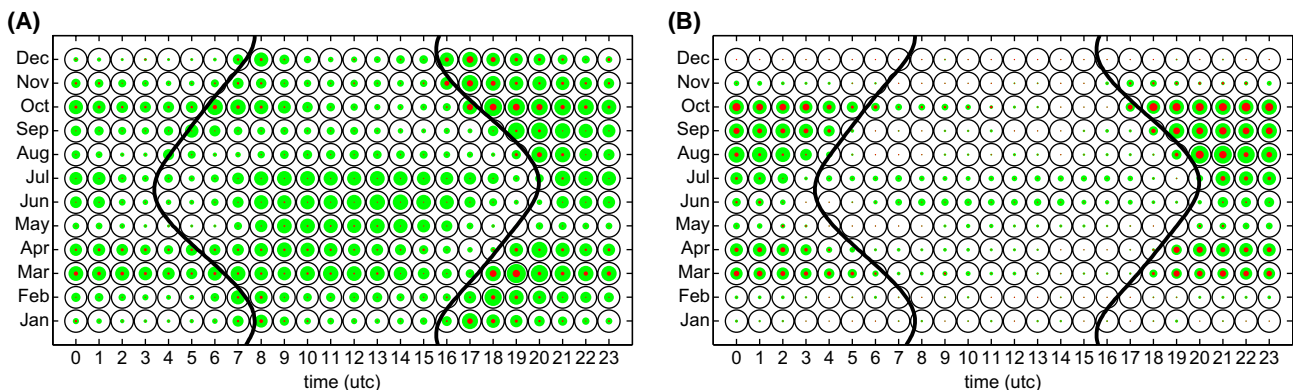 (A)
Dec
Nov
Oct
Sep
Aug
Jul
Jun
May
Apr
Mar
Feb
Jan
0 1 2 3 4 5 6 7 8 9 10 11 12 13 14 15 16 17 18 19 20 21 22 23
time (utc)
(B)
Dec
Nov
Oct
Sep
Aug
Jul
Jun
May
Apr
Mar
Feb
Jan
0 1 2 3 4 5 6 7 8 9 10 11 12 13 14 15 16 17 18 19 20 21 22 23
time (utc)